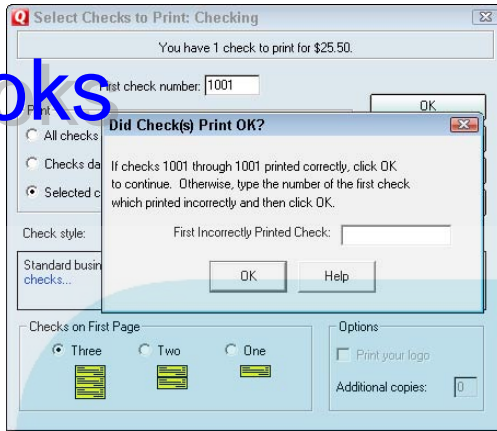 Select Checks to Print: Checking
You have 1 check to print for $25.50.
oks
First check number: 1001
OK
Print
All checks
Checks da
Selected c
Did Check(s) Print OK?
If checks 1001 through 1001 printed correctly, click OK
to continue. Otherwise, type the number of the first check
which printed incorrectly and then click OK.
First Incorrectly Printed Check:
OK Help
Check style:
Standard busin
checks...
Checks on First Page
Three Two One
Options
Print your logo
Additional copies: 0